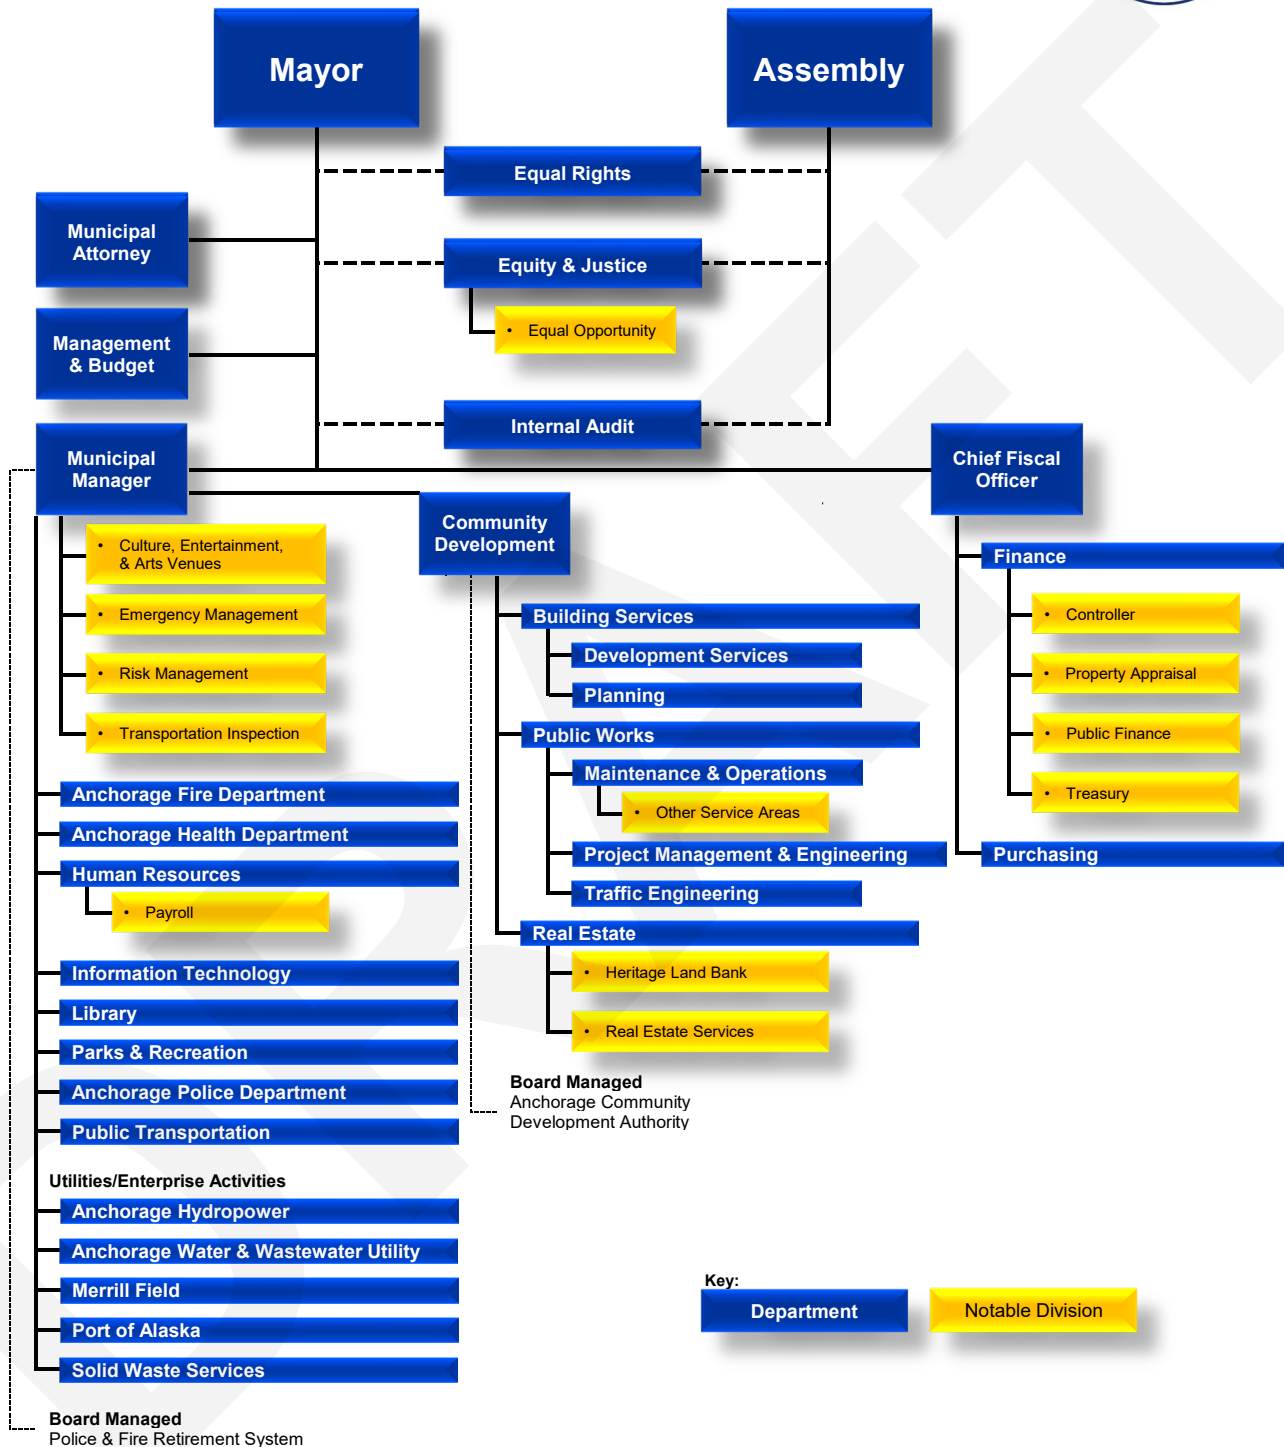 Mayor
Assembly
Equal Rights
Municipal
Attorney
Equity & Justice
• Equal Opportunity
Management
& Budget
Internal Audit
Municipal
Manager
Chief Fiscal
Officer
Community
Development
• Culture, Entertainment,
& Arts Venues
• Emergency Management
• Risk Management
• Transportation Inspection
Anchorage Fire Department
Anchorage Health Department
Human Resources
• Payroll
Information Technology
Library
Parks & Recreation
Anchorage Police Department
Public Transportation
Utilities/Enterprise Activities
Anchorage Hydropower
Anchorage Water & Wastewater Utility
Merrill Field
Port of Alaska
Solid Waste Services
Board Managed
Police & Fire Retirement System
Building Services
Development Services
Planning
Public Works
Maintenance & Operations
• Other Service Areas
Project Management & Engineering
Traffic Engineering
Real Estate
• Heritage Land Bank
• Real Estate Services
Board Managed
Anchorage Community
Development Authority
Finance
• Controller
• Property Appraisal
• Public Finance
• Treasury
Purchasing
Key:
Department
Notable Division
DRAFT